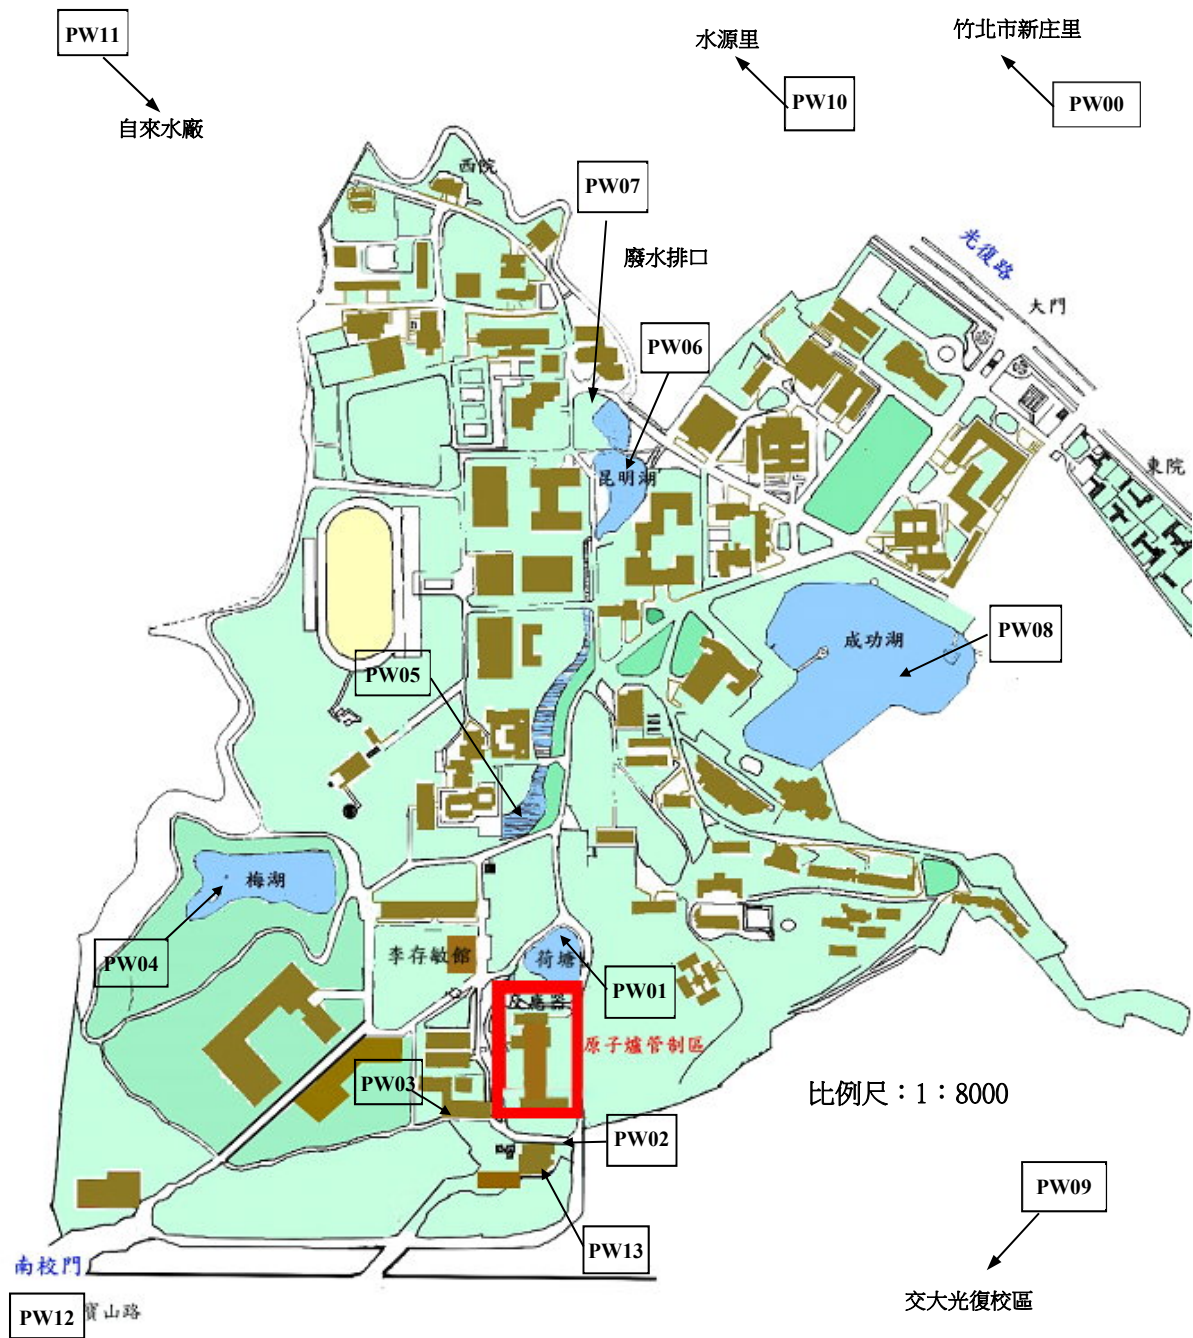 PW11
自來水廠
水源里
PW10
竹北市新庄里
PW00
西院
PW07
廢水排口
光復路
大門
PW06
昆明湖
東院
PW05
成功湖
PW08
梅湖
PW04
李存敏館
荷塘
PW01
反應器
原子爐管制區
PW03
比例尺：1：8000
PW02
PW09
PW13
南校門
交大光復校區
PW12
寶山路